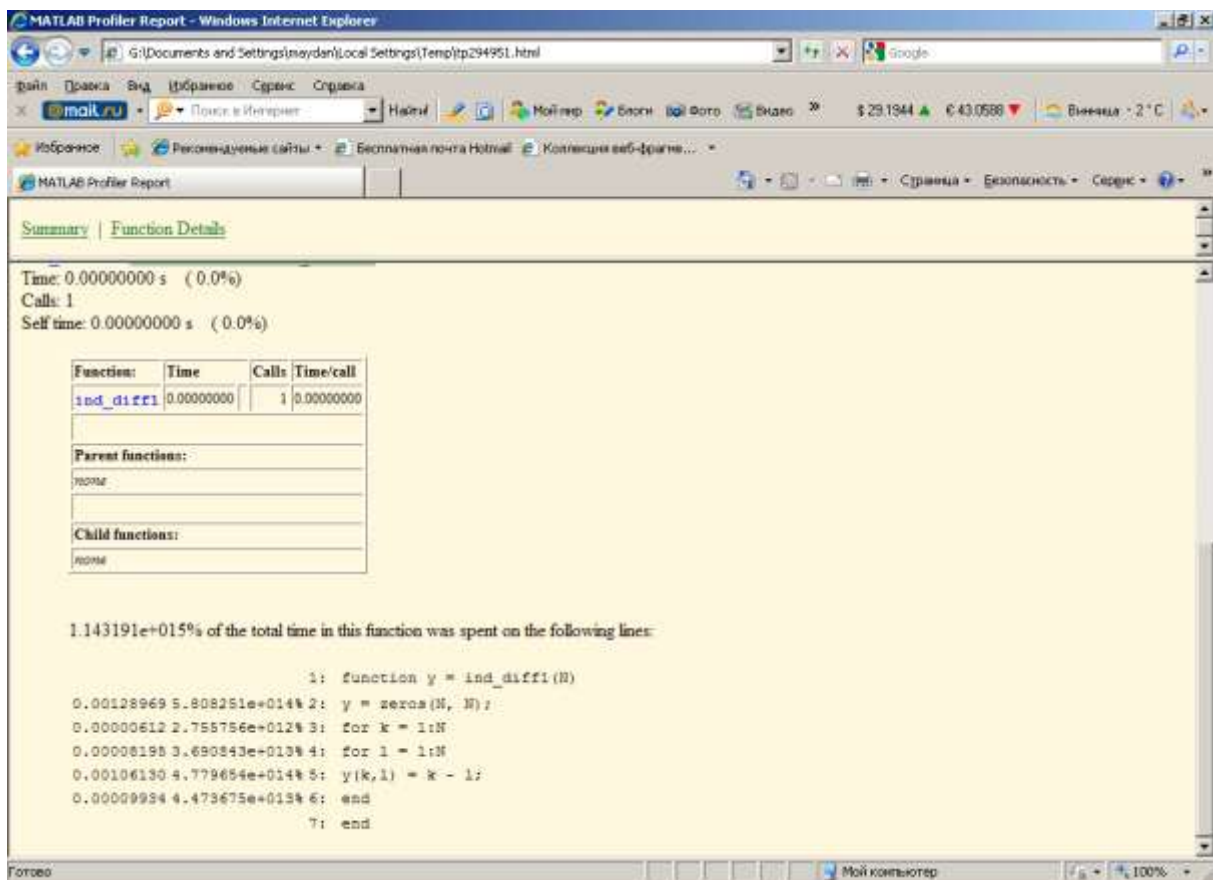 MATLAB Profiler Report - Windows Internet Explorer
G:\Documents and Settings\maydan\Local Settings\Temp\tp294951.html
Google
Файл Правка Вид Избранное Сервис Справка
@mail.ru Поиск в Интернет Найти Мой мир Блоги Фото Видео » $ 29.1944 ▲ € 43.0588 ▼ Винница -2°C
Избранное Рекомендуемые сайты Бесплатная почта Hotmail Коллекция веб-фрагме...
MATLAB Profiler Report
Страница Безопасность Сервис »
Summary | Function Details
Time: 0.00000000 s ( 0.0%)
Calls: 1
Self time: 0.00000000 s ( 0.0%)
Function: Time Calls Time/call
ind_diff1 0.00000000 1 0.00000000
Parent functions:
none
Child functions:
none
1.143191e+015% of the total time in this function was spent on the following lines:
1: function y = ind_diff1(N)
0.00128969 5.808251e+014% 2: y = zeros(N, N);
0.00000612 2.755756e+012% 3: for k = 1:N
0.00008195 3.690843e+013% 4: for l = 1:N
0.00106130 4.779654e+014% 5: y(k,l) = k - l;
0.00009934 4.473675e+013% 6: end
7: end
Готово
Мой компьютер
100%